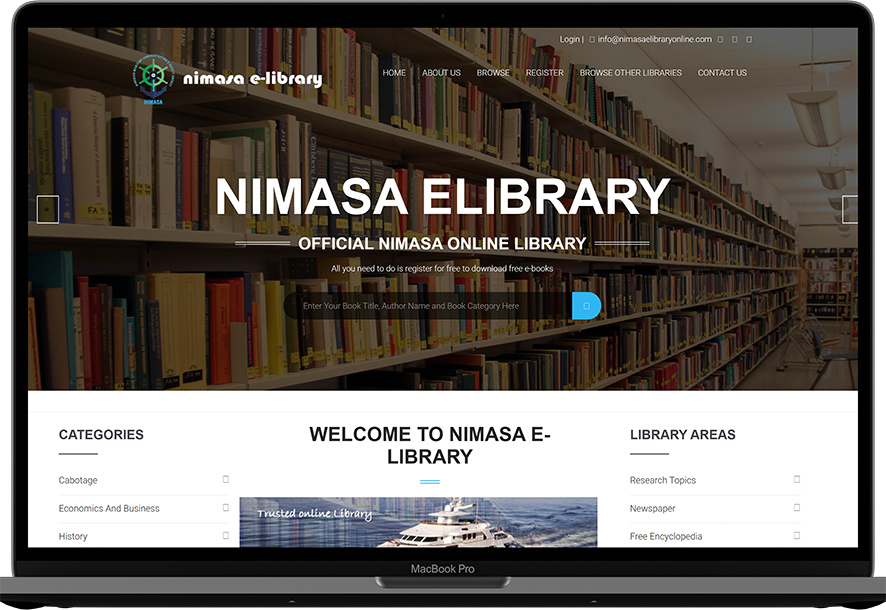 Login | info@nimasaelibraryonline.com
NIMASA
nimasa e-library
HOME
ABOUT US
BROWSE
REGISTER
BROWSE OTHER LIBRARIES
CONTACT US
NIMASA ELIBRARY
OFFICIAL NIMASA ONLINE LIBRARY
All you need to do is register for free to download free e-books
Enter Your Book Title, Author Name and Book Category Here
CATEGORIES
Cabotage
Economics And Business
History
WELCOME TO NIMASA E-
LIBRARY
Trusted online Library
LIBRARY AREAS
Research Topics
Newspaper
Free Encyclopedia
MacBook Pro